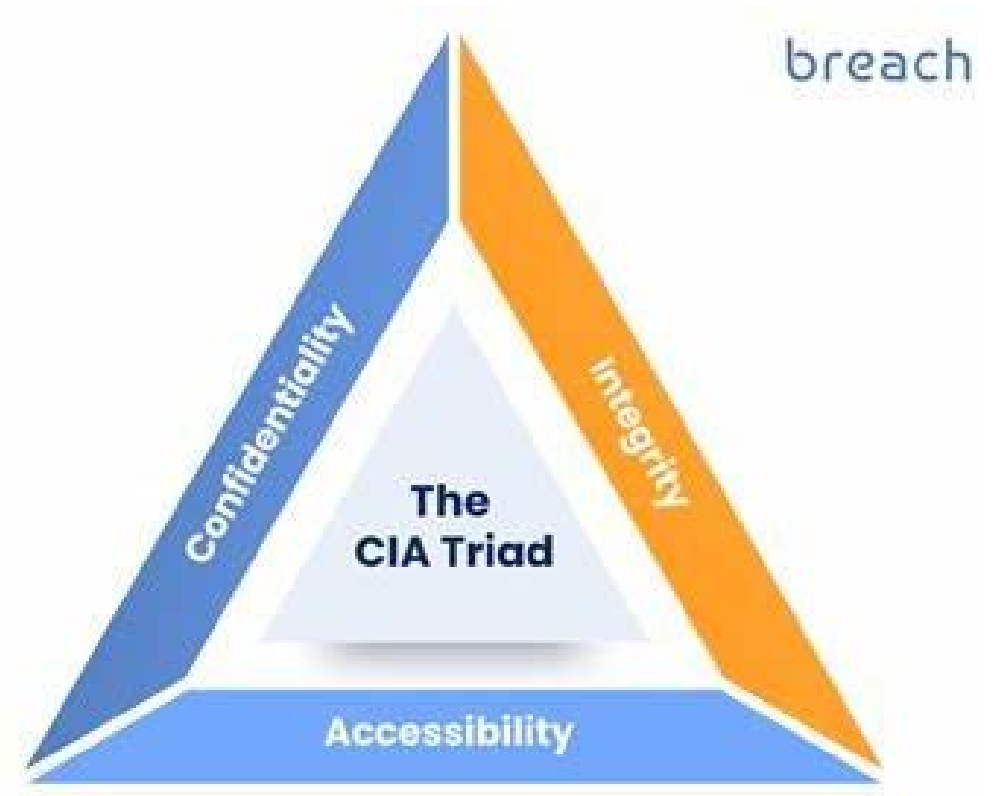 breach
Confidentiality
Integrity
The
CIA Triad
Accessibility